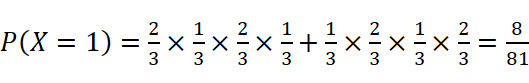 P(X = 1) = 2/3 × 1/3 × 2/3 × 1/3 + 1/3 × 2/3 × 1/3 × 2/3 = 8/81